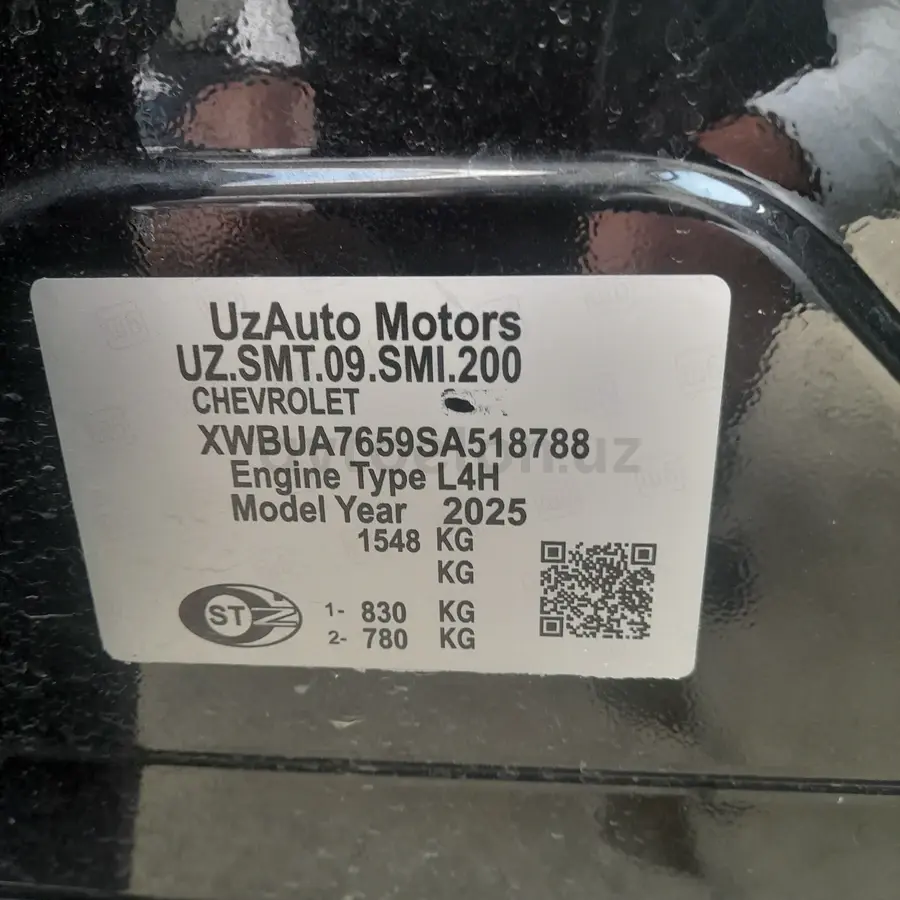 UzAuto Motors
UZ.SMT.09.SMI.200
CHEVROLET
XWBUA7659SA518788
Engine Type L4H
Model Year 2025
1548 KG
KG
1- 830 KG
2- 780 KG
ST